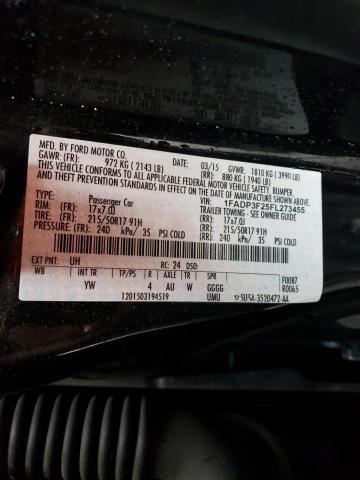 MFD. BY FORD MOTOR CO.
03/15 GVWR: 1810 KG ( 3990 LB)
GAWR: (FR): 972 KG ( 2143 LB) (RR): 880 KG ( 1940 LB)
THIS VEHICLE CONFORMS TO ALL APPLICABLE FEDERAL MOTOR VEHICLE SAFETY, BUMPER,
AND THEFT PREVENTION STANDARDS IN EFFECT ON THE DATE OF MANUFACTURE SHOWN ABOVE.
VIN: 1FADP3F25FL273455
TYPE: Passenger Car TRAILER TOWING - SEE OWNER GUIDE
RIM: (FR): 17x7.0J (RR): 17x7.0J
TIRE: (FR): 215/50R17 91H (RR): 215/50R17 91H
PRESSURE: (FR): 240 kPa/ 35 PSI COLD (RR): 240 kPa/ 35 PSI COLD
EXT PNT: UH RC: 24 DSO:
WB INT TR TP/PS R AXLE TR SPR
F0087
YW 4 AU W GGGG
R0065
1201503194519 UMU 5U5A-3520472-AA